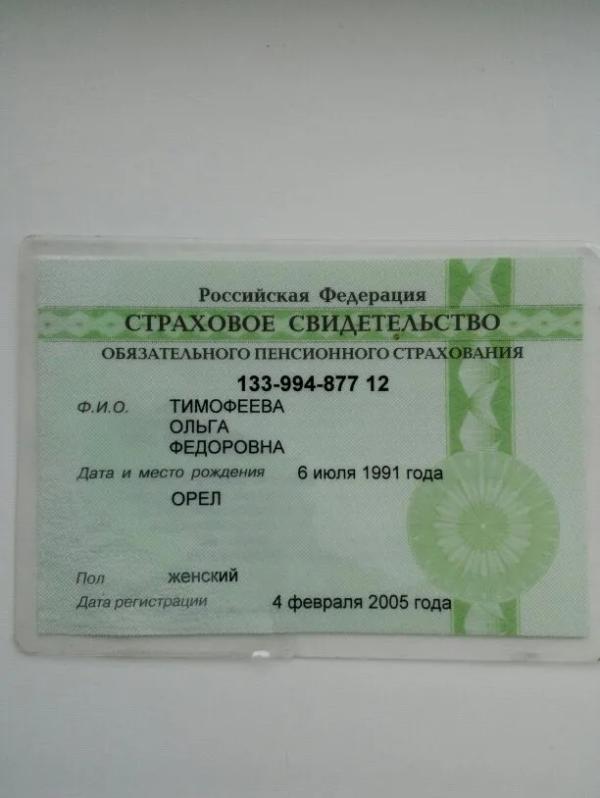 Российская Федерация
СТРАХОВОЕ СВИДЕТЕЛЬСТВО
ОБЯЗАТЕЛЬНОГО ПЕНСИОННОГО СТРАХОВАНИЯ
133-994-877 12
Ф.И.О. ТИМОФЕЕВА
ОЛЬГА
ФЕДОРОВНА
Дата и место рождения 6 июля 1991 года
ОРЕЛ
Пол женский
Дата регистрации 4 февраля 2005 года